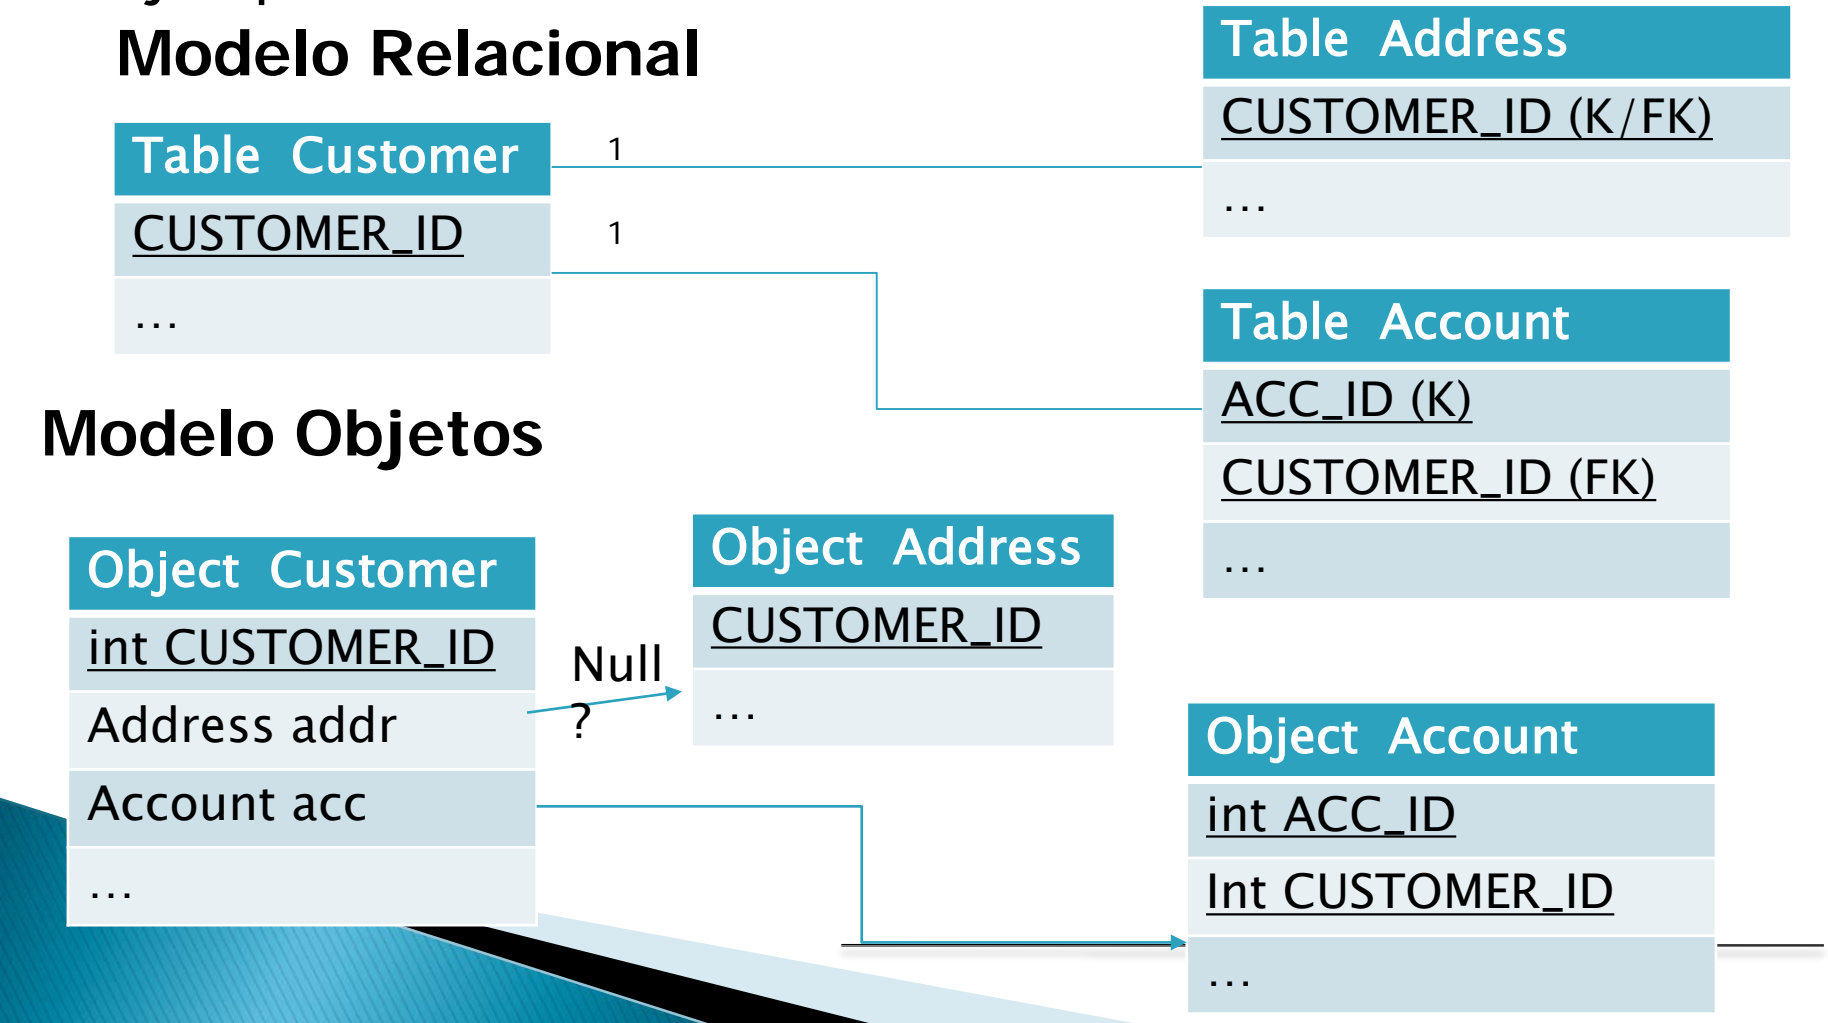 Modelo Relacional
Table Customer
CUSTOMER_ID
...
1
1
Table Address
CUSTOMER_ID (K/FK)
...
Table Account
ACC_ID (K)
CUSTOMER_ID (FK)
...
Modelo Objetos
Object Customer
int CUSTOMER_ID
Address addr
Account acc
...
Null
?
Object Address
CUSTOMER_ID
...
Object Account
int ACC_ID
Int CUSTOMER_ID
...